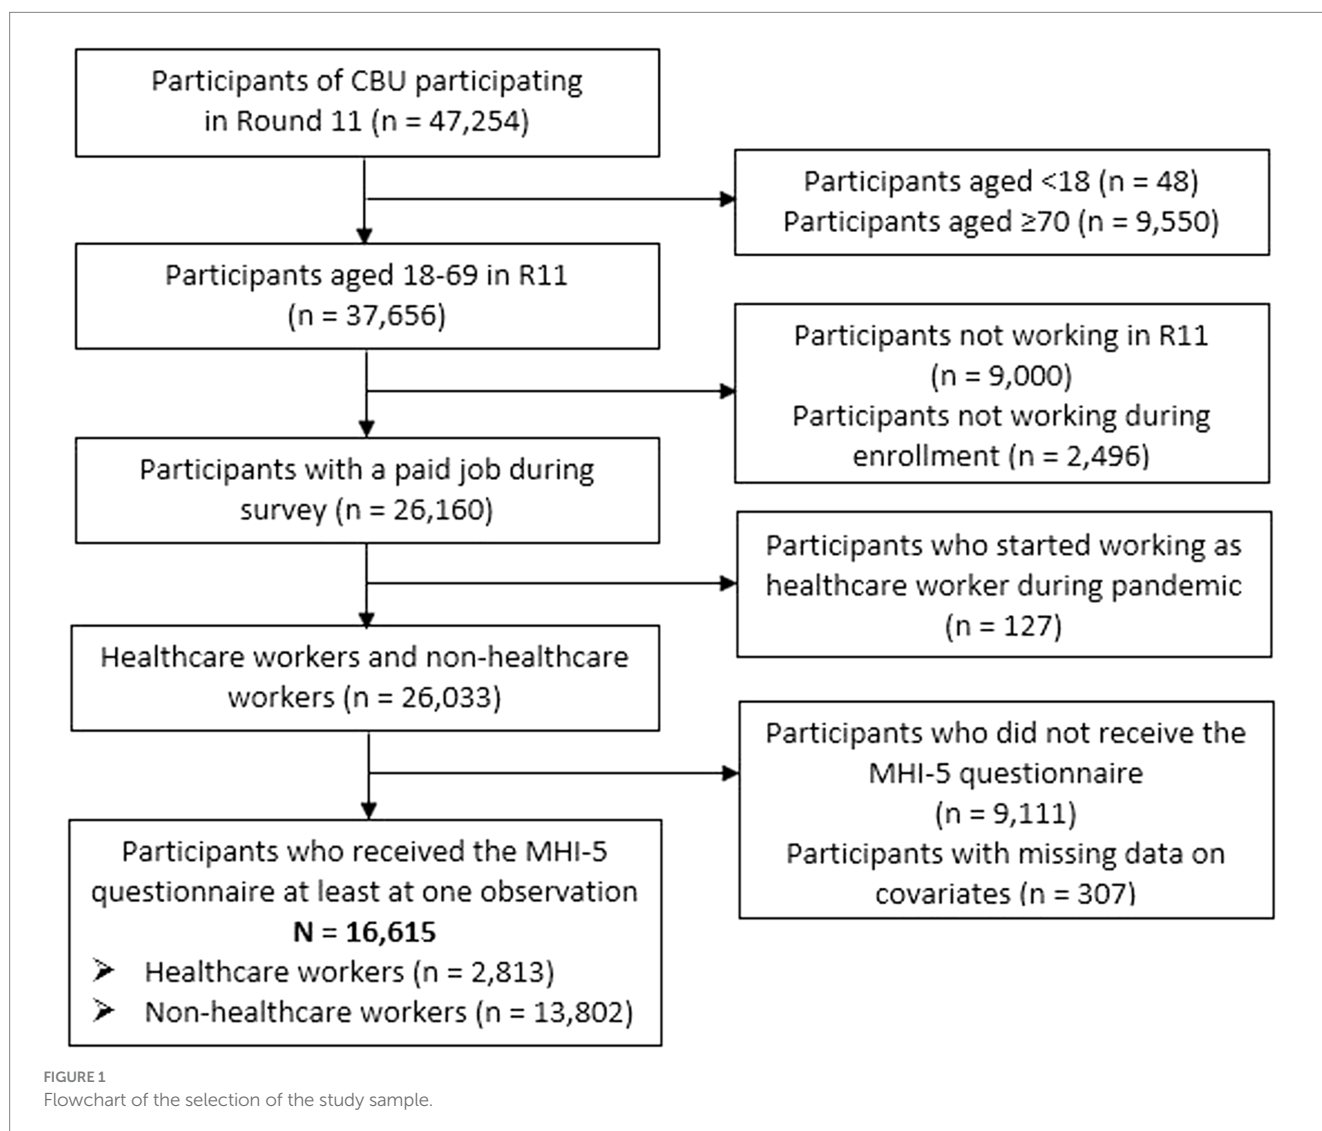 Participants of CBU participating
in Round 11 (n = 47,254)
Participants aged <18 (n = 48)
Participants aged ≥70 (n = 9,550)
Participants aged 18-69 in R11
(n = 37,656)
Participants not working in R11
(n = 9,000)
Participants not working during
enrollment (n = 2,496)
Participants with a paid job during
survey (n = 26,160)
Participants who started working as
healthcare worker during pandemic
(n = 127)
Healthcare workers and non-healthcare
workers (n = 26,033)
Participants who did not receive the
MHI-5 questionnaire
(n = 9,111)
Participants with missing data on
covariates (n = 307)
Participants who received the MHI-5
questionnaire at least at one observation
N = 16,615
➢ Healthcare workers (n = 2,813)
➢ Non-healthcare workers (n = 13,802)
FIGURE 1
Flowchart of the selection of the study sample.